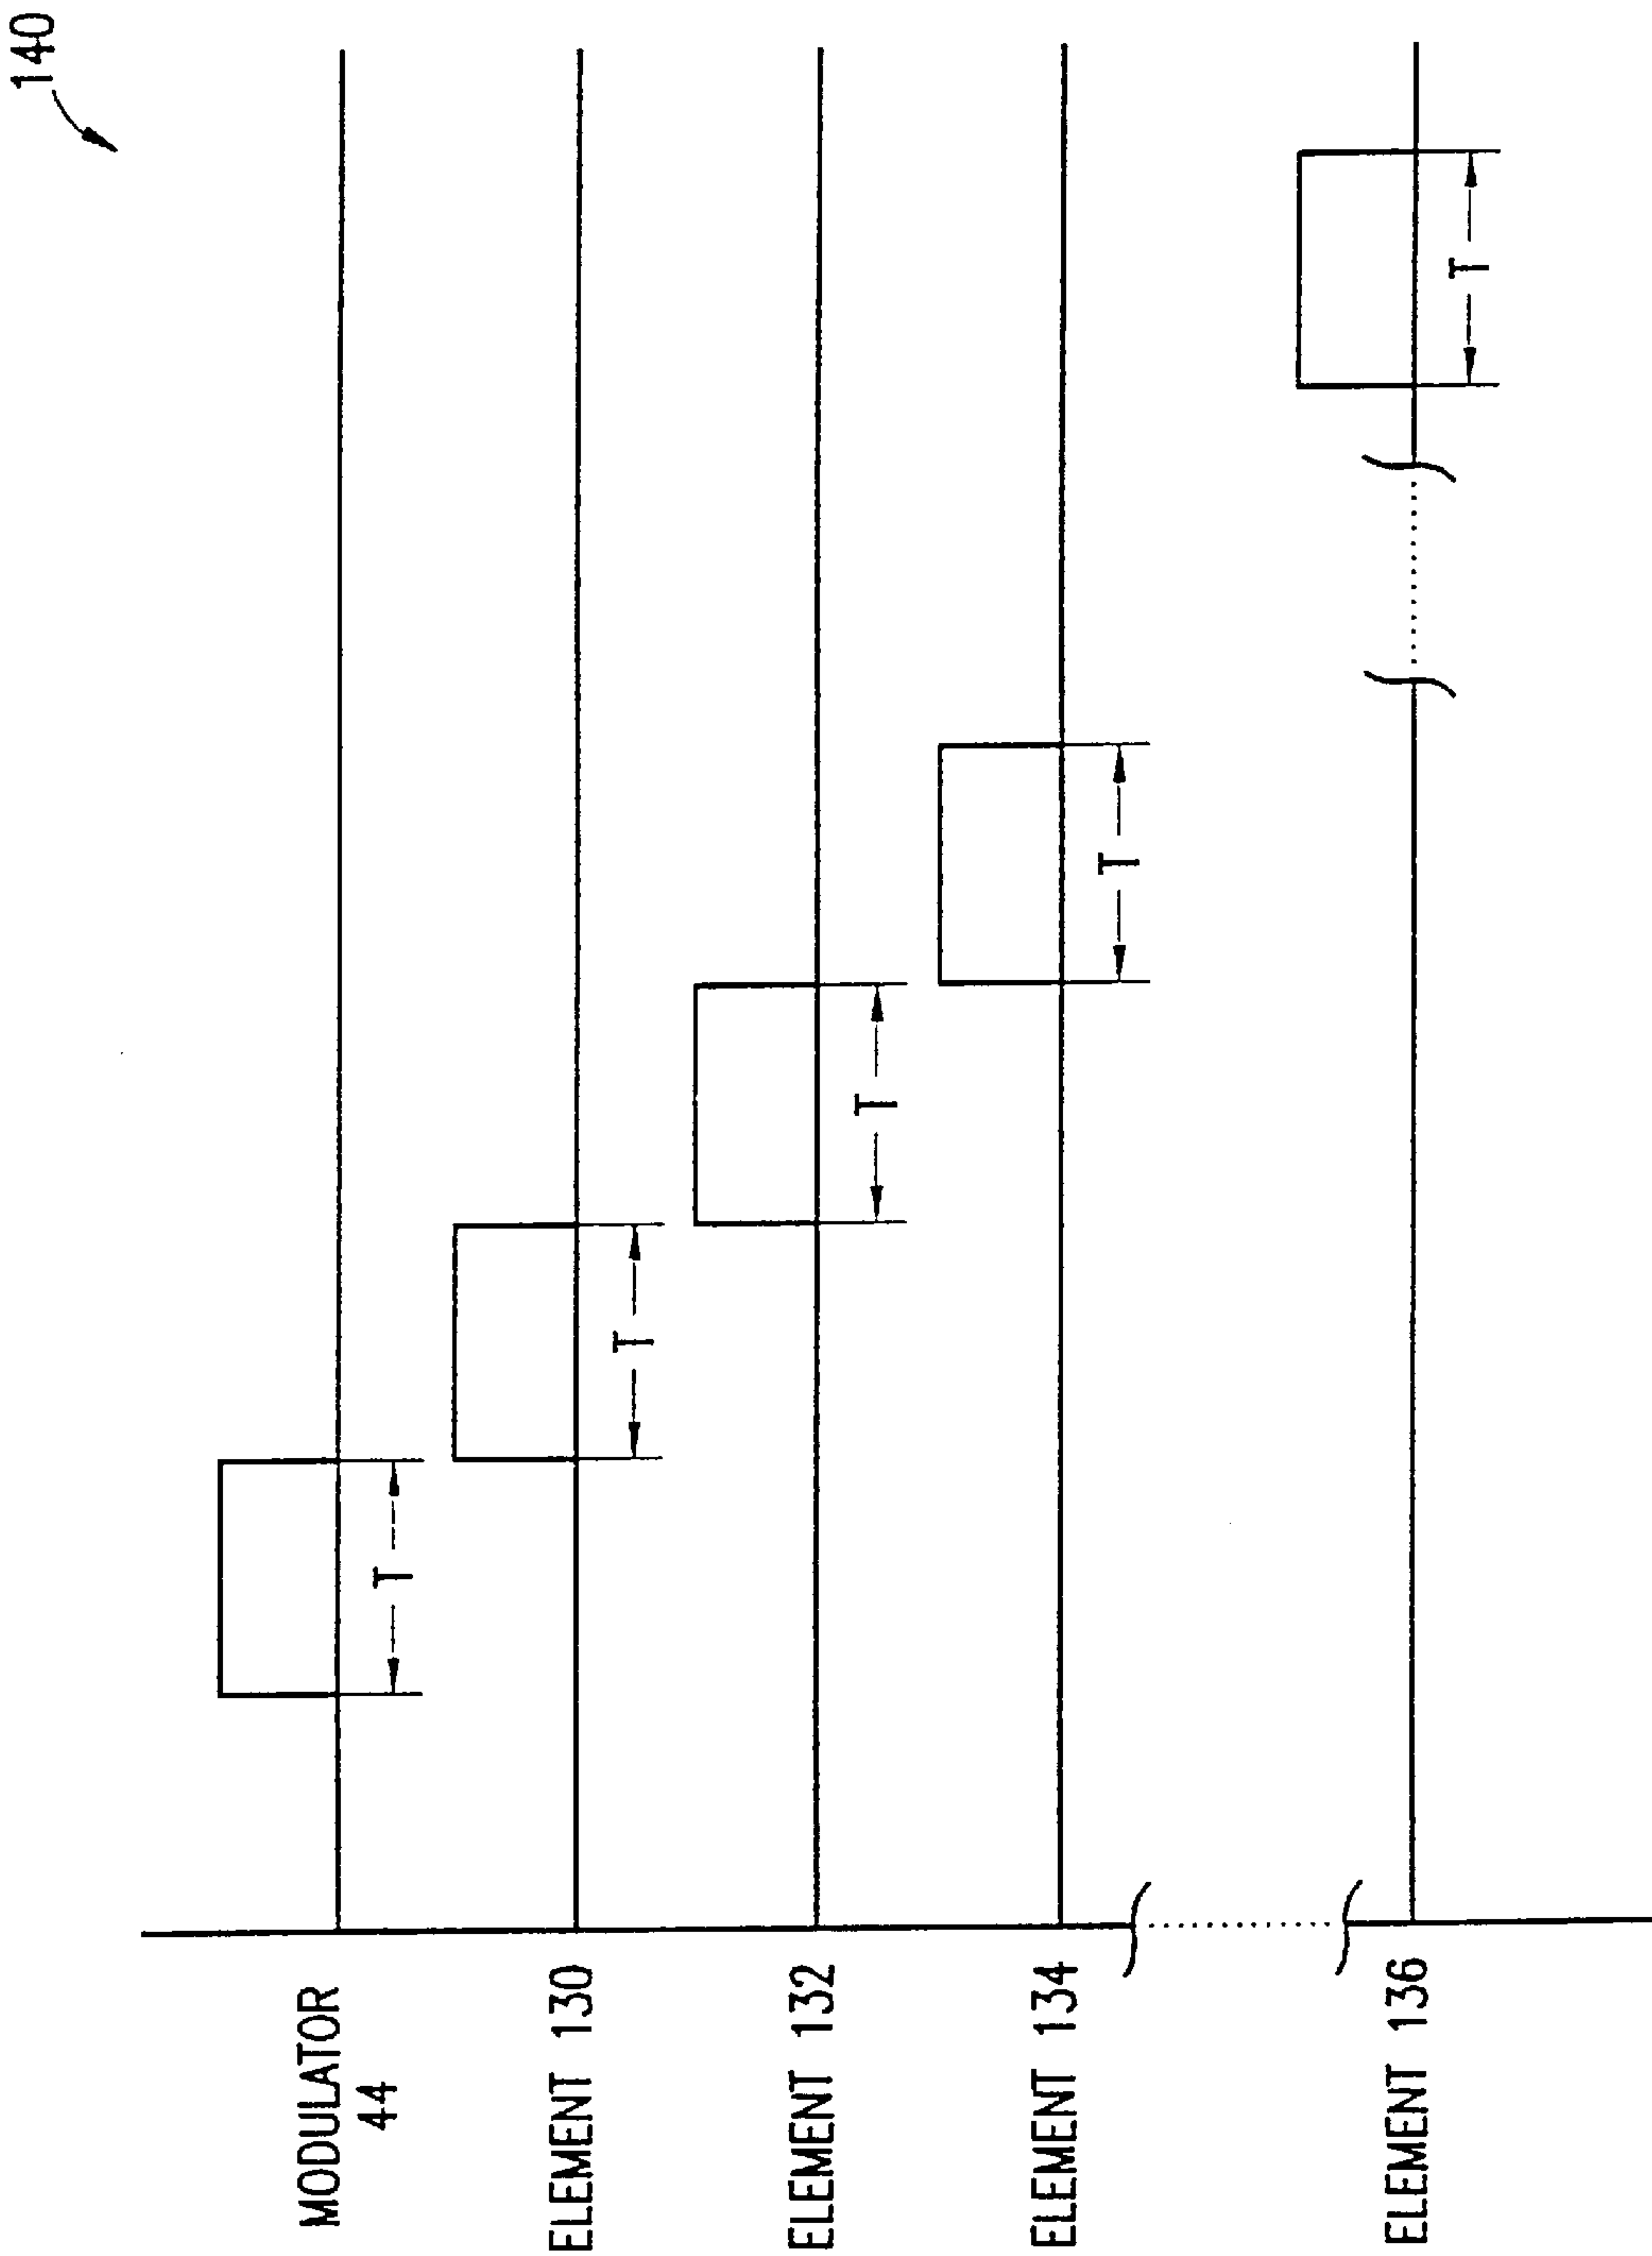 140
MODULATOR
44
T
ELEMENT 130
T
ELEMENT 132
T
ELEMENT 134
T
ELEMENT 136
T